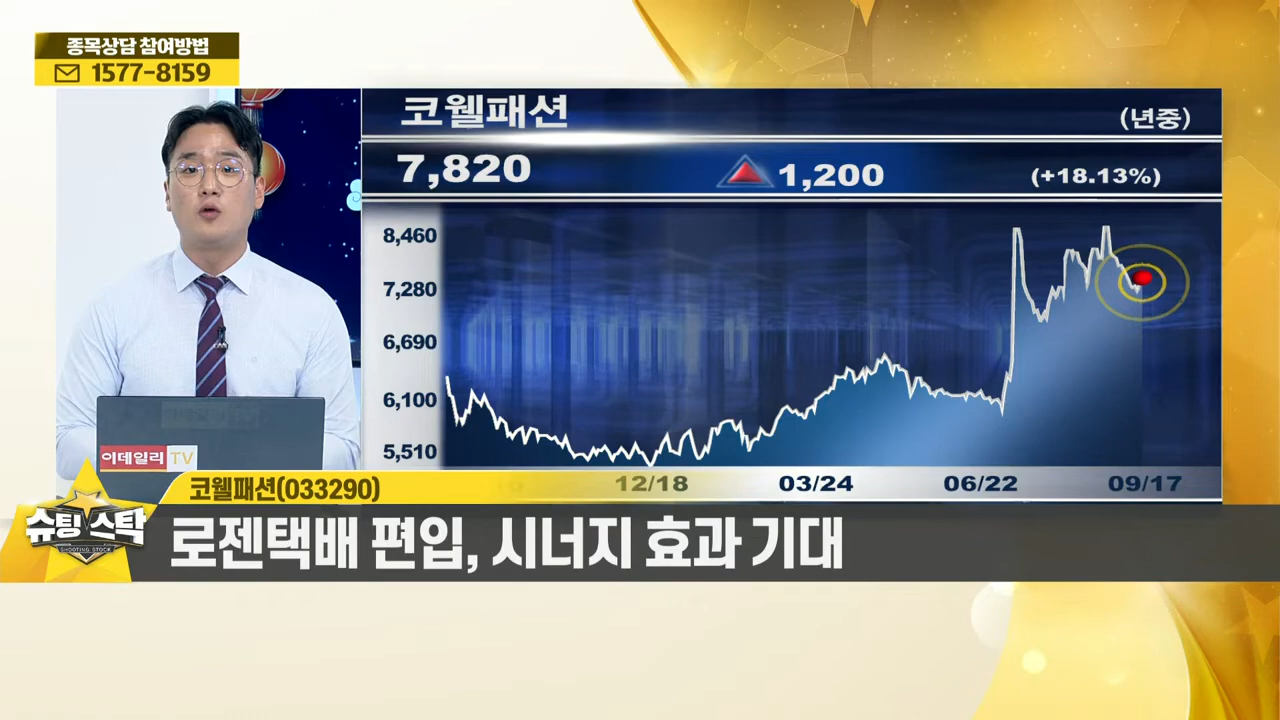 종목상담 참여방법
1577-8159
코웰패션
(년중)
7,820
1,200
(+18.13%)
8,460
7,280
6,690
6,100
5,510
12/18
03/24
06/22
09/17
이데일리 TV
코웰패션(033290)
슈팅 스탁
SHOOTING STOCK
로젠택배 편입, 시너지 효과 기대